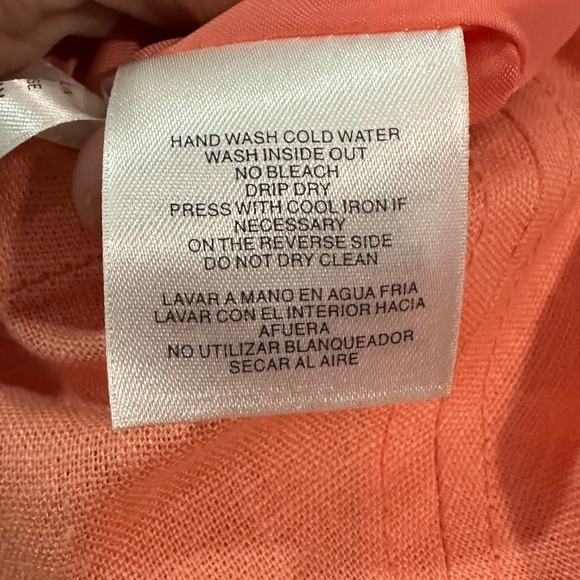 HAND WASH COLD WATER
WASH INSIDE OUT
NO BLEACH
DRIP DRY
PRESS WITH COOL IRON IF
NECESSARY
ON THE REVERSE SIDE
DO NOT DRY CLEAN
LAVAR A MANO EN AGUA FRIA
LAVAR CON EL INTERIOR HACIA
AFUERA
NO UTILIZAR BLANQUEADOR
SECAR AL AIRE